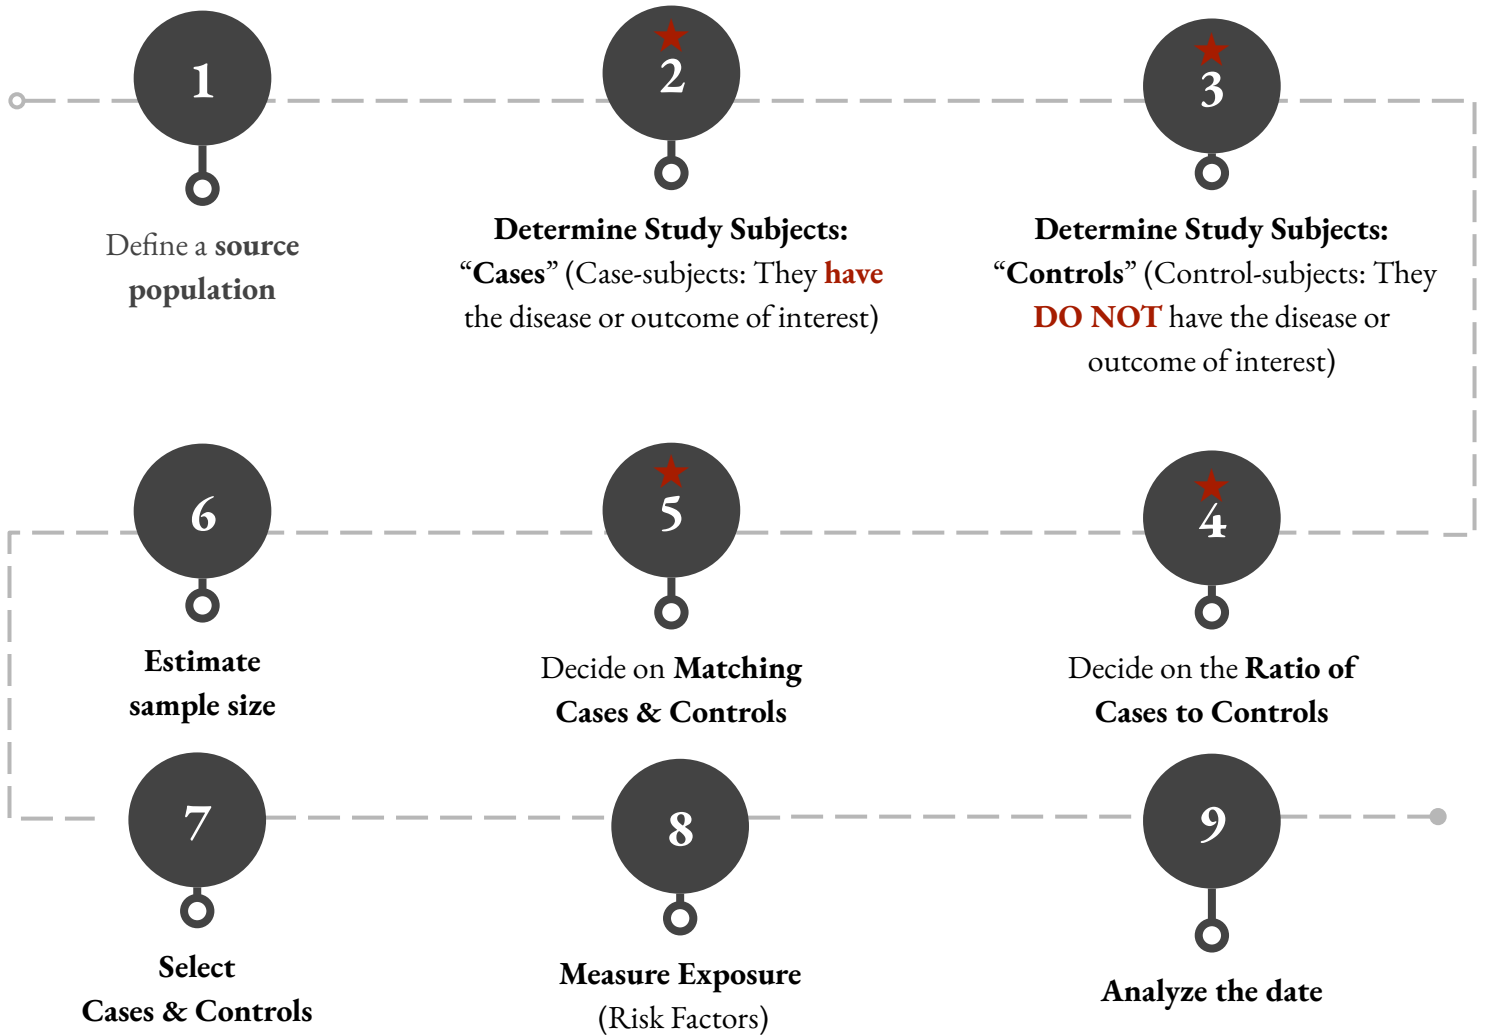 1
Define a source
population
2
Determine Study Subjects:
“Cases” (Case-subjects: They have
the disease or outcome of interest)
3
Determine Study Subjects:
“Controls” (Control-subjects: They
DO NOT have the disease or
outcome of interest)
4
Decide on the Ratio of
Cases to Controls
5
Decide on Matching
Cases & Controls
6
Estimate
sample size
7
Select
Cases & Controls
8
Measure Exposure
(Risk Factors)
9
Analyze the date